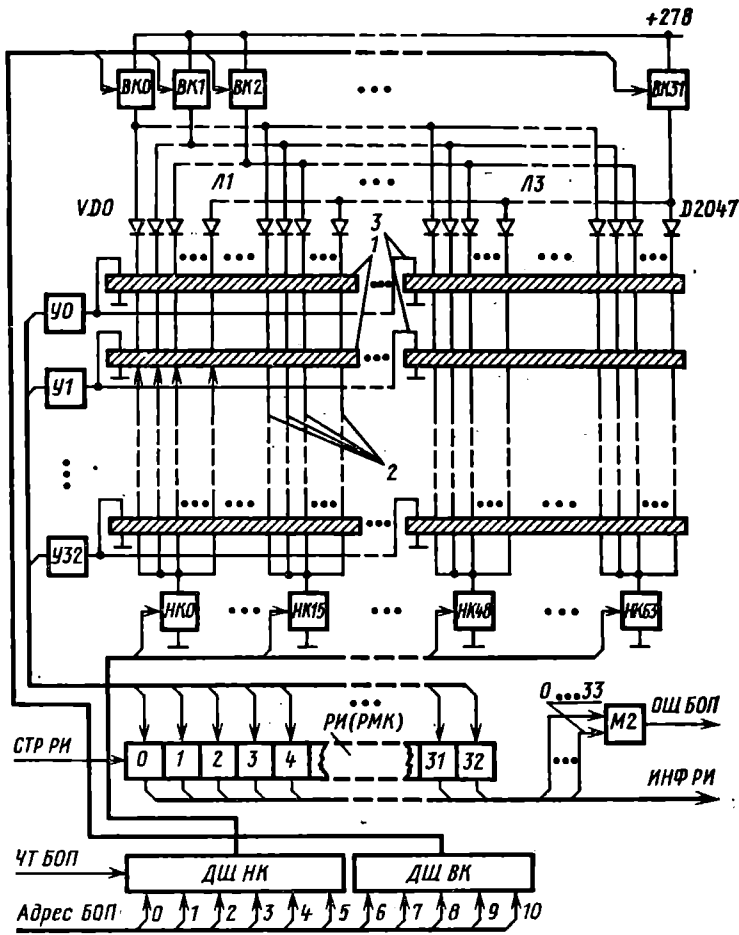 +27В
ВК0 ВК1 ВК2 ... ВК31
Л1 ... Л3
VD0 D2047
3
1
У0
У1
2
У32
НК0 ... НК15 ... НК48 ... НК63
0...33
М2 ОШ БОП
РИ(РМК)
СТР РИ 0 1 2 3 4 31 32
ИНФ РИ
ЧТ БОП ДШ НК ДШ ВК
Адрес БОП 0 1 2 3 4 5 6 7 8 9 10